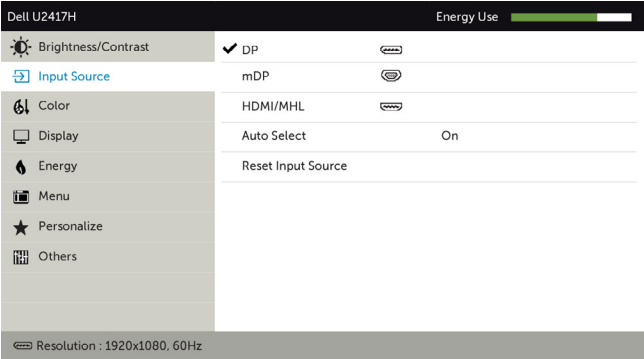 Dell U2417H Energy Use
Brightness/Contrast DP
Input Source mDP
Color HDMI/MHL
Display Auto Select On
Energy Reset Input Source
Menu
Personalize
Others
Resolution : 1920x1080, 60Hz